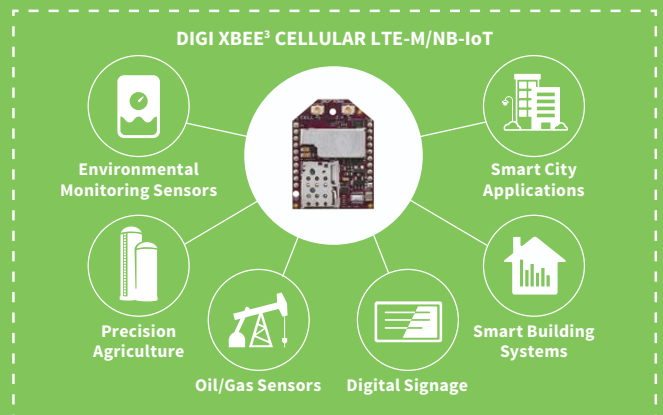 DIGI XBEE³ CELLULAR LTE-M/NB-IoT
Environmental
Monitoring Sensors
Smart City
Applications
Precision
Agriculture
Smart Building
Systems
Oil/Gas Sensors
Digital Signage